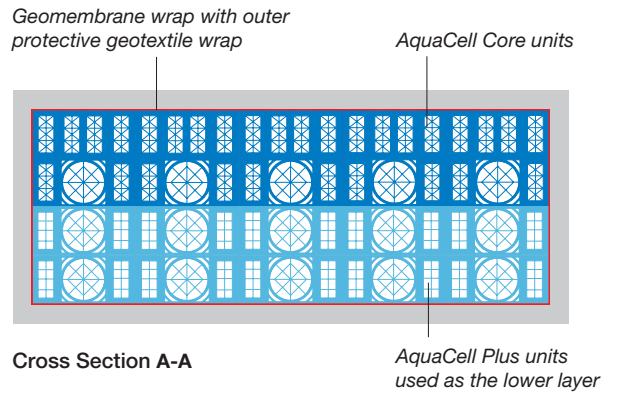 Geomembrane wrap with outer
protective geotextile wrap
AquaCell Core units
Cross Section A-A
AquaCell Plus units
used as the lower layer